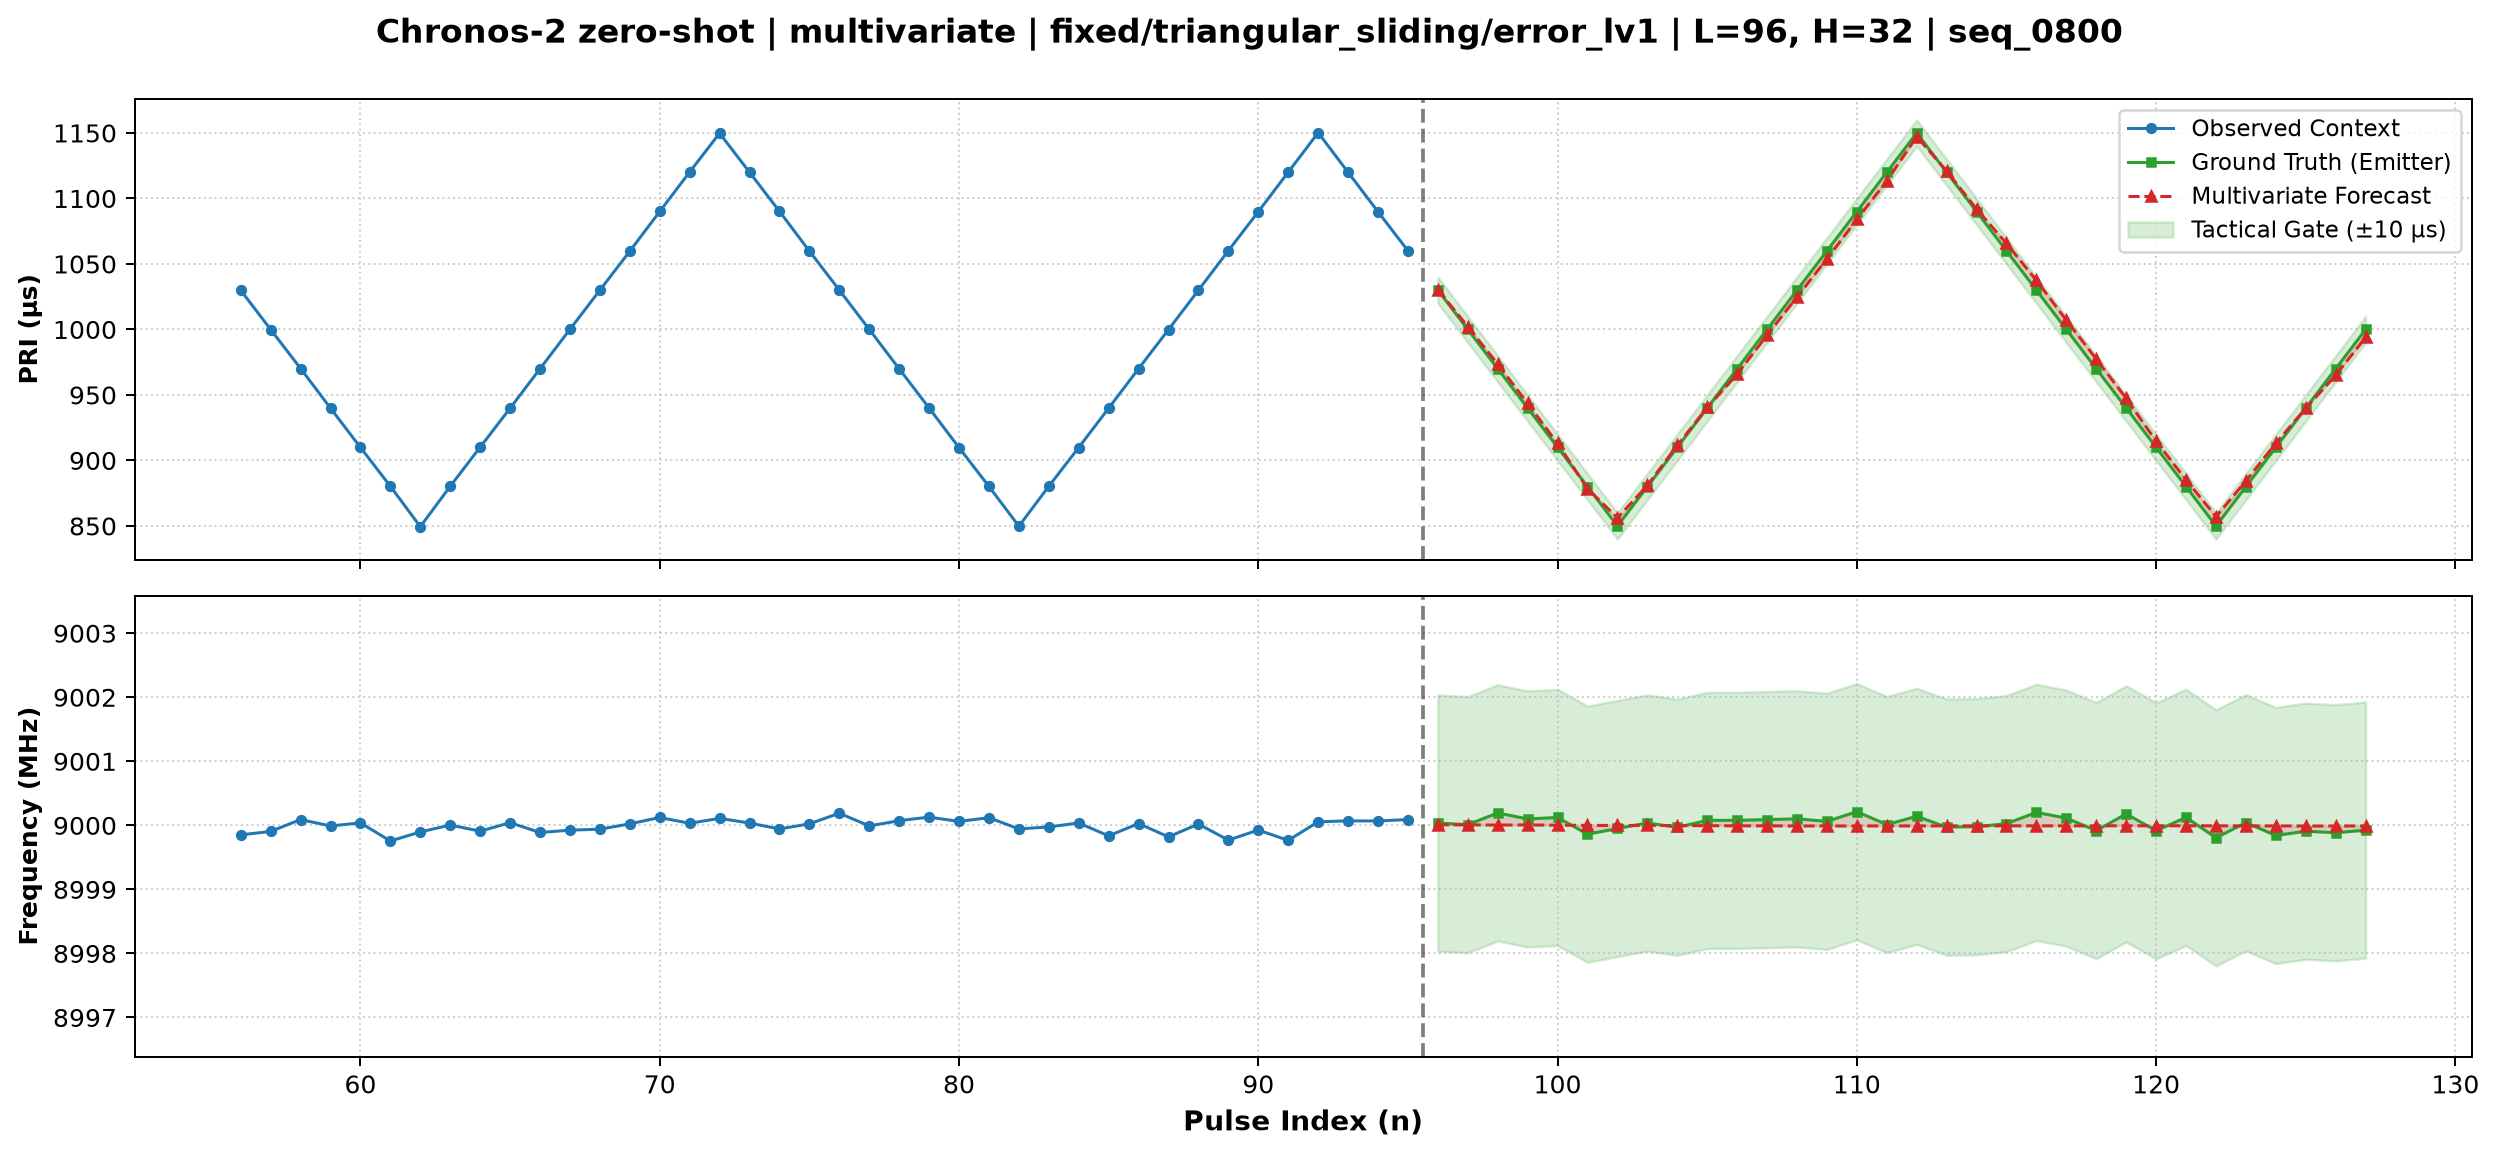 Chronos-2 zero-shot | multivariate | fixed/triangular_sliding/error_lv1 | L=96, H=32 | seq_0800
1150
1100
1050
1000
950
900
850
PRI (µs)
Observed Context
Ground Truth (Emitter)
Multivariate Forecast
Tactical Gate (±10 µs)
9003
9002
9001
9000
8999
8998
8997
Frequency (MHz)
60 70 80 90 100 110 120 130
Pulse Index (n)